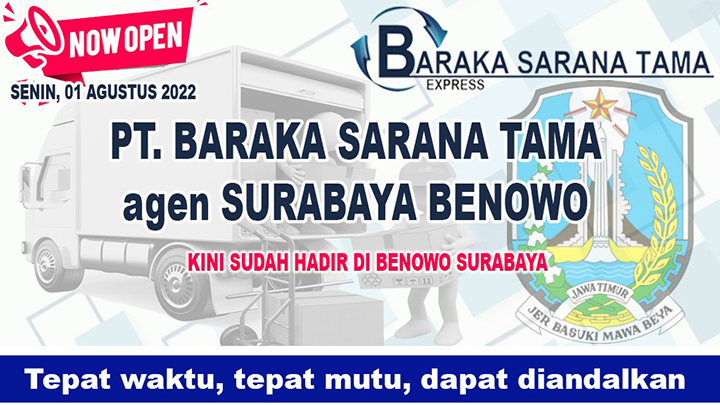 NOW OPEN
SENIN, 01 AGUSTUS 2022
BARAKA SARANA TAMA
EXPRESS
PT. BARAKA SARANA TAMA
agen SURABAYA BENOWO
KINI SUDAH HADIR DI BENOWO SURABAYA
JAWA TIMUR
JER BASUKI MAWA BEYA
Tepat waktu, tepat mutu, dapat diandalkan